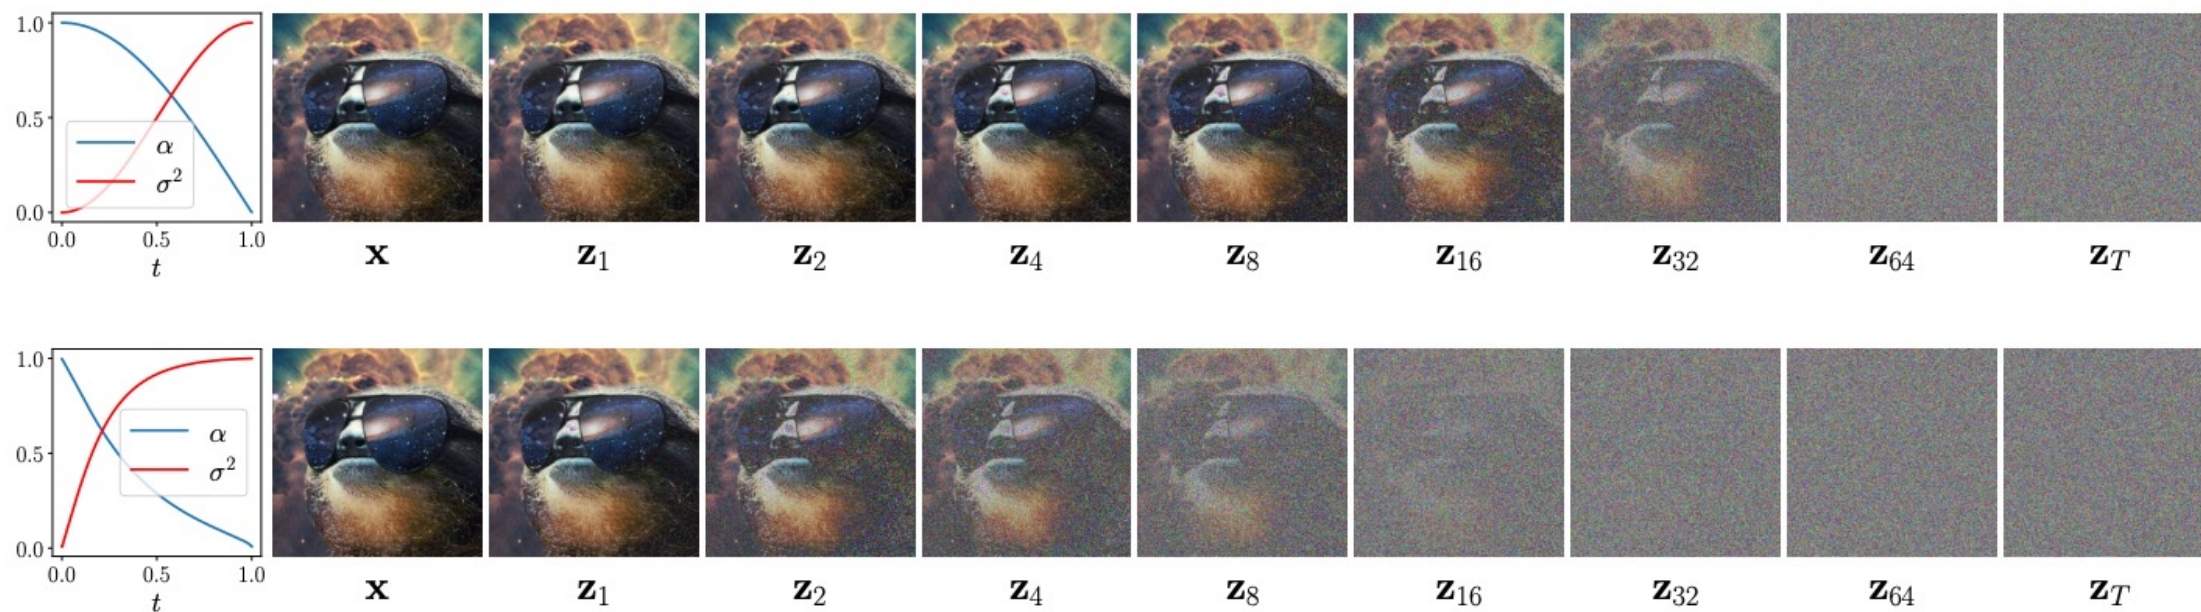 1.0
0.5
0.0
α
σ²
0.0 0.5 1.0
t
x z₁ z₂ z₄ z₈ z₁₆ z₃₂ z₆₄ z_T
1.0
0.5
0.0
α
σ²
0.0 0.5 1.0
t
x z₁ z₂ z₄ z₈ z₁₆ z₃₂ z₆₄ z_T